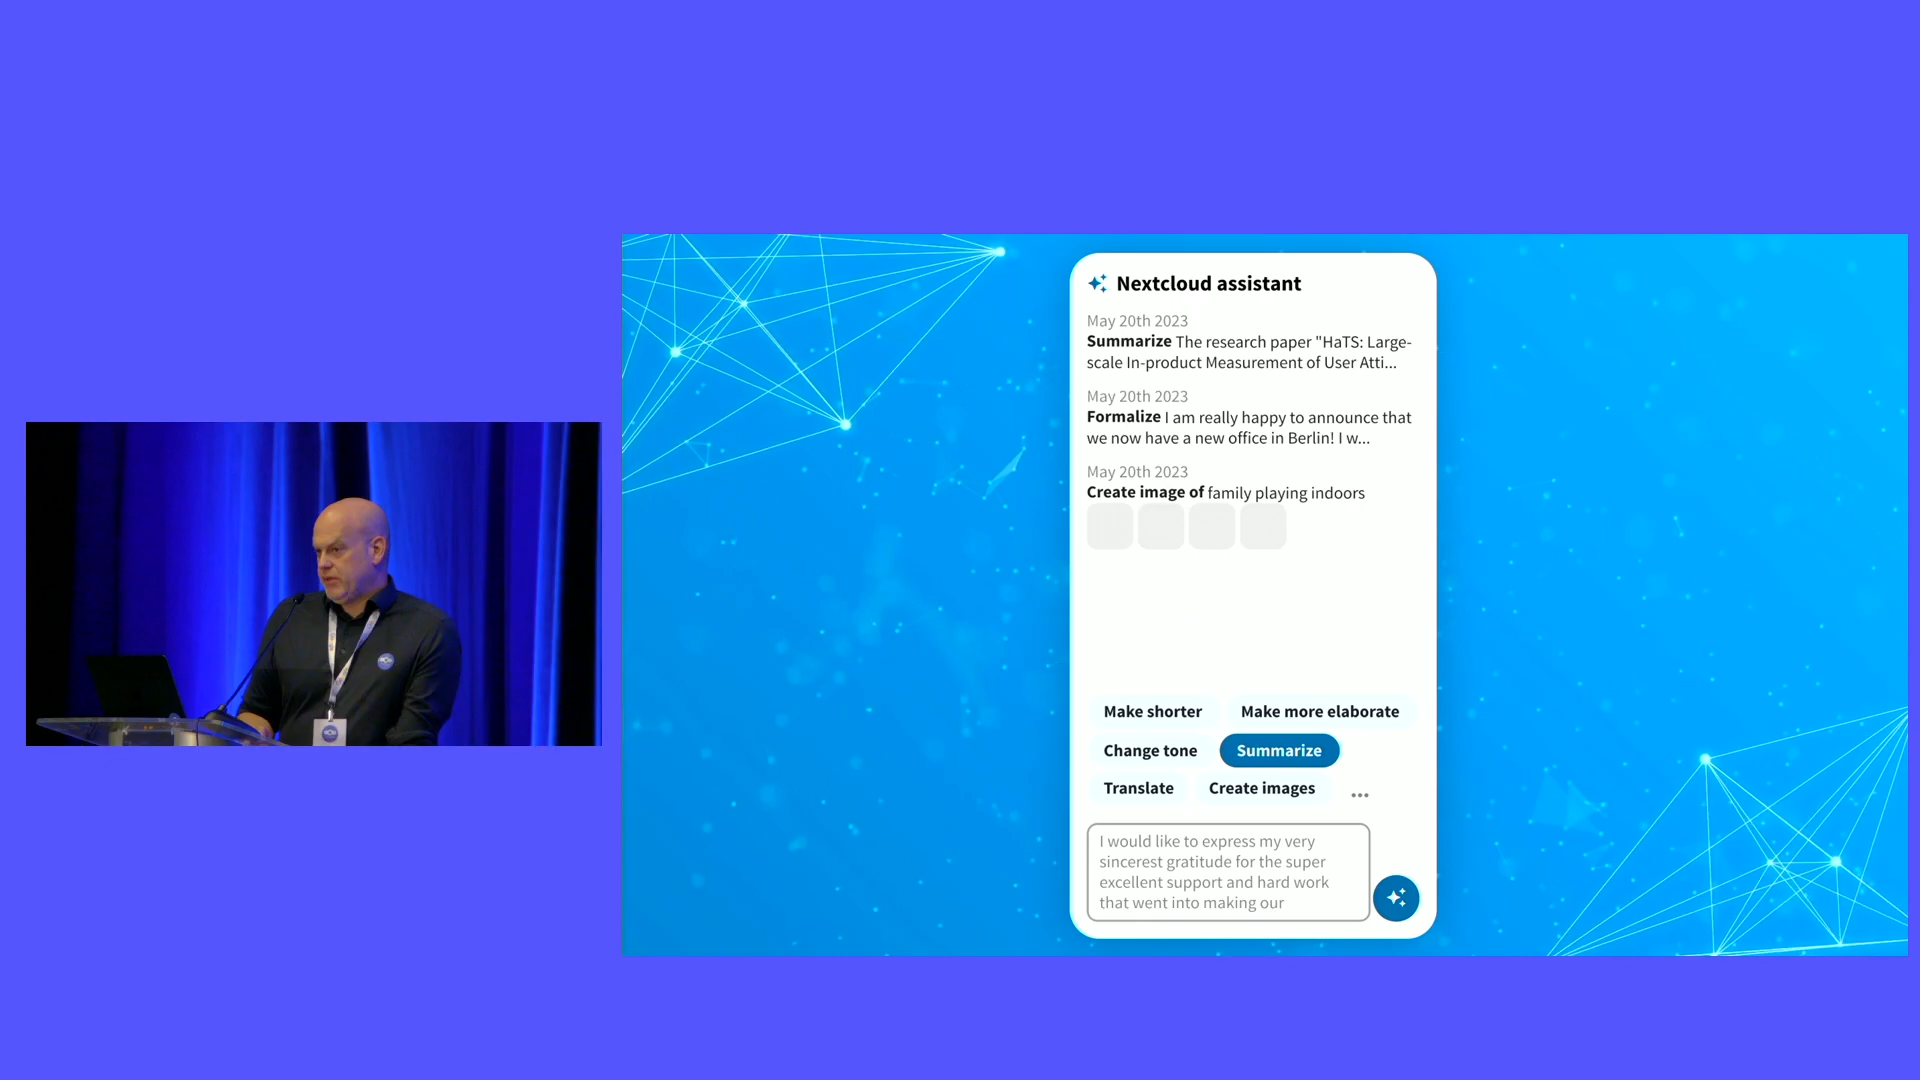 Nextcloud assistant
May 20th 2023
Summarize The research paper "HaTS: Large-
scale In-product Measurement of User Atti...
May 20th 2023
Formalize I am really happy to announce that
we now have a new office in Berlin! I w...
May 20th 2023
Create image of family playing indoors
Make shorter Make more elaborate
Change tone Summarize
Translate Create images ...
I would like to express my very
sincerest gratitude for the super
excellent support and hard work
that went into making our